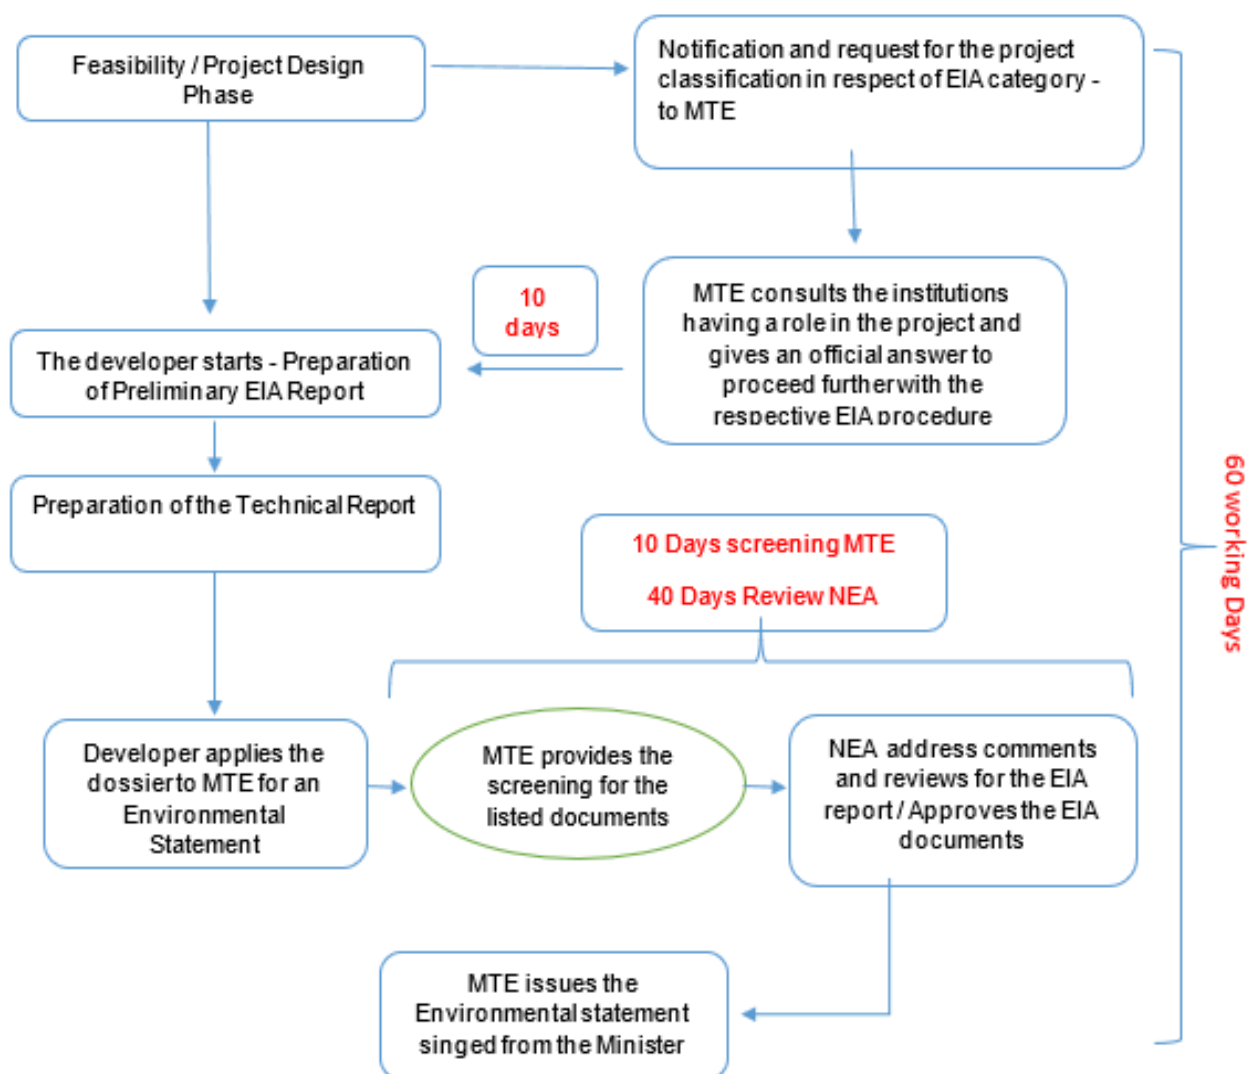 Feasibility / Project Design
Phase
Notification and request for the project
classification in respect of EIA category -
to MTE
10
days
MTE consults the institutions
having a role in the project and
gives an official answer to
proceed further with the
respective EIA procedure
The developer starts - Preparation
of Preliminary EIA Report
Preparation of the Technical Report
10 Days screening MTE
40 Days Review NEA
60 working Days
Developer applies the
dossier to MTE for an
Environmental
Statement
MTE provides the
screening for the
listed documents
NEA address comments
and reviews for the EIA
report / Approves the EIA
documents
MTE issues the
Environmental statement
singed from the Minister